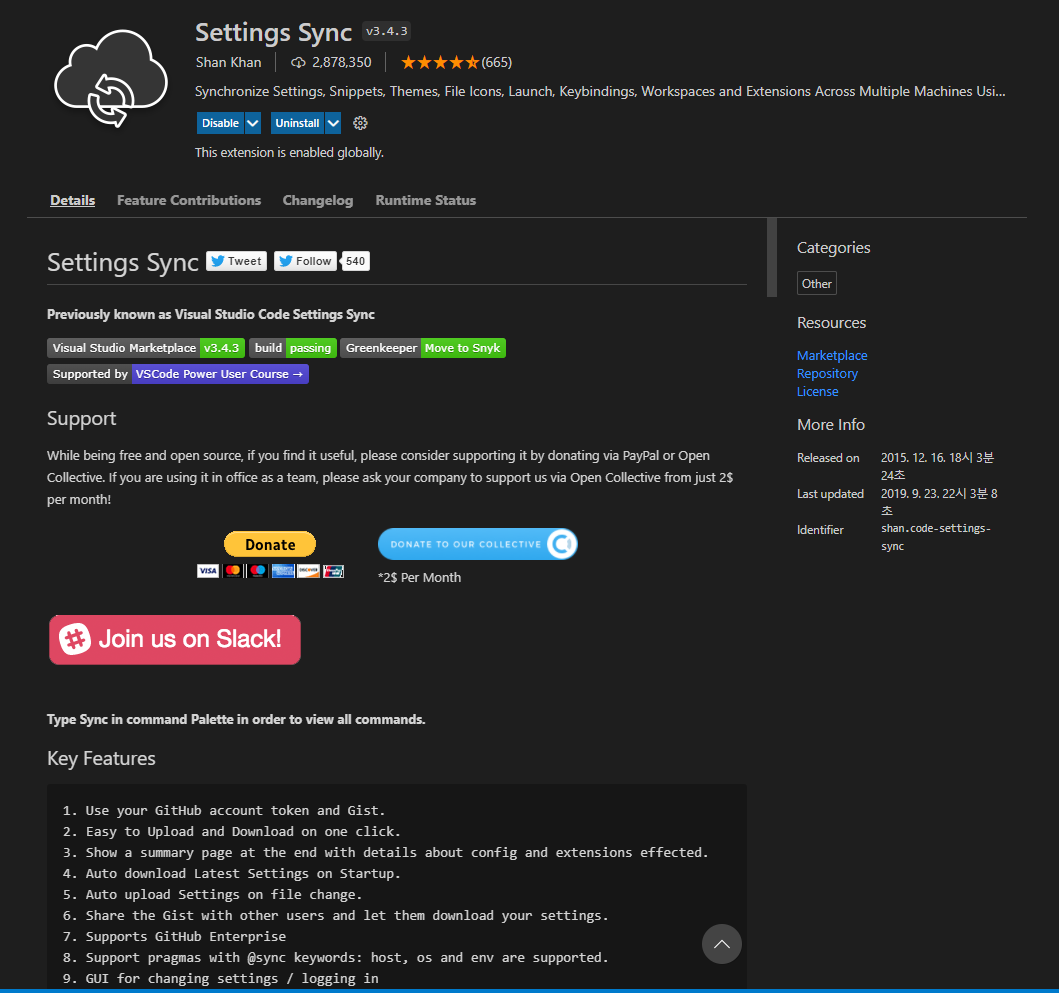 Settings Sync v3.4.3
Shan Khan 2,878,350 (665)
Synchronize Settings, Snippets, Themes, File Icons, Launch, Keybindings, Workspaces and Extensions Across Multiple Machines Usi...
Disable Uninstall
This extension is enabled globally.
Details Feature Contributions Changelog Runtime Status
Settings Sync Tweet Follow 540
Previously known as Visual Studio Code Settings Sync
Visual Studio Marketplace v3.4.3 build passing Greenkeeper Move to Snyk
Supported by VSCode Power User Course →
Support
While being free and open source, if you find it useful, please consider supporting it by donating via PayPal or Open
Collective. If you are using it in office as a team, please ask your company to support us via Open Collective from just 2$
per month!
Donate
VISA
DONATE TO OUR COLLECTIVE
*2$ Per Month
Join us on Slack!
Type Sync in command Palette in order to view all commands.
Key Features
1. Use your GitHub account token and Gist.
2. Easy to Upload and Download on one click.
3. Show a summary page at the end with details about config and extensions effected.
4. Auto download Latest Settings on Startup.
5. Auto upload Settings on file change.
6. Share the Gist with other users and let them download your settings.
7. Supports GitHub Enterprise
8. Support pragmas with @sync keywords: host, os and env are supported.
9. GUI for changing settings / logging in
Categories
Other
Resources
Marketplace
Repository
License
More Info
Released on 2015. 12. 16. 18시 3분
24초
Last updated 2019. 9. 23. 22시 3분 8
초
Identifier shan.code-settings-
sync